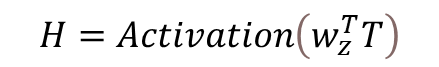 H = Activation(w_z^T T)